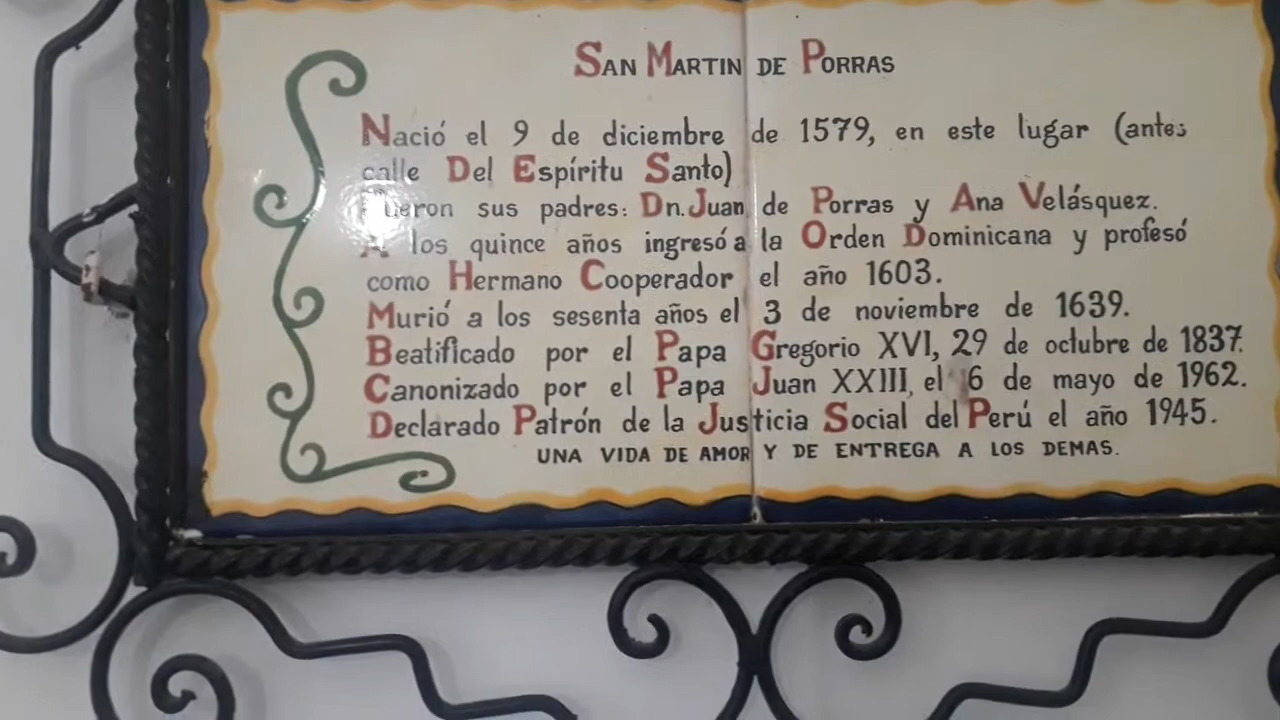 SAN MARTIN DE PORRAS
Nació el 9 de diciembre de 1579, en este lugar (antes
calle Del Espíritu Santo)
Fueron sus padres: Dn. Juan de Porras y Ana Velásquez.
A los quince años ingresó a la Orden Dominicana y profesó
como Hermano Cooperador el año 1603.
Murió a los sesenta años el 3 de noviembre de 1639.
Beatificado por el Papa Gregorio XVI, 29 de octubre de 1837.
Canonizado por el Papa Juan XXIII, el 6 de mayo de 1962.
Declarado Patrón de la Justicia Social del Perú el año 1945.
UNA VIDA DE AMOR Y DE ENTREGA A LOS DEMAS.